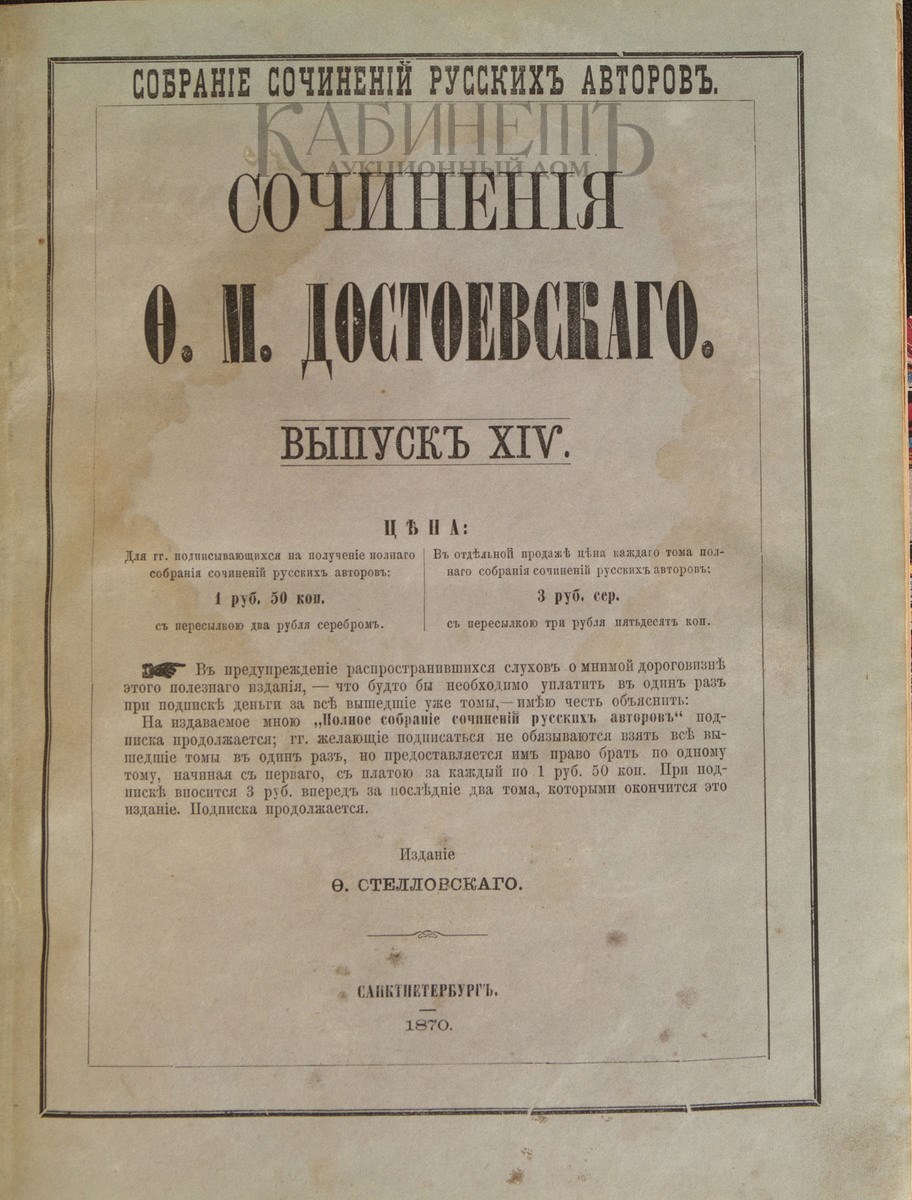 СОБРАНІЕ СОЧИНЕНІЙ РУССКИХЪ АВТОРОВЪ.
КАБИНЕТЪ
АУКЦИОННЫЙ ДОМ
СОЧИНЕНІЯ
Ѳ. М. ДОСТОЕВСКАГО.
ВЫПУСКЪ XIV.
ЦѢНА:
Для гг. подписывающихся на полученіе полнаго
собранія сочиненій русскихъ авторовъ:
1 руб. 50 коп.
съ пересылкою два рубля серебромъ.
Въ отдѣльной продажѣ цѣна каждаго тома пол-
наго собранія сочиненій русскихъ авторовъ:
3 руб. сер.
съ пересылкою три рубля пятьдесятъ коп.
Въ предупрежденіе распространившихся слуховъ о мнимой дороговизнѣ
этого полезнаго изданія, — что будто бы необходимо уплатить въ одинъ разъ
при подпискѣ деньги за всѣ вышедшіе уже томы, — имѣю честь объяснить:
На издаваемое мною „Полное собраніе сочиненій русскихъ авторовъ“ под-
писка продолжается; гг. желающіе подписаться не обязываются взять всѣ вы-
шедшіе томы въ одинъ разъ, но предоставляется имъ право брать по одному
тому, начиная съ перваго, съ платою за каждый по 1 руб. 50 коп. При под-
пискѣ вносится 3 руб. впередъ за послѣдніе два тома, которыми окончится это
изданіе. Подписка продолжается.
Изданіе
Ѳ. СТЕЛЛОВСКАГО.
САНКТПЕТЕРБУРГЪ.
1870.